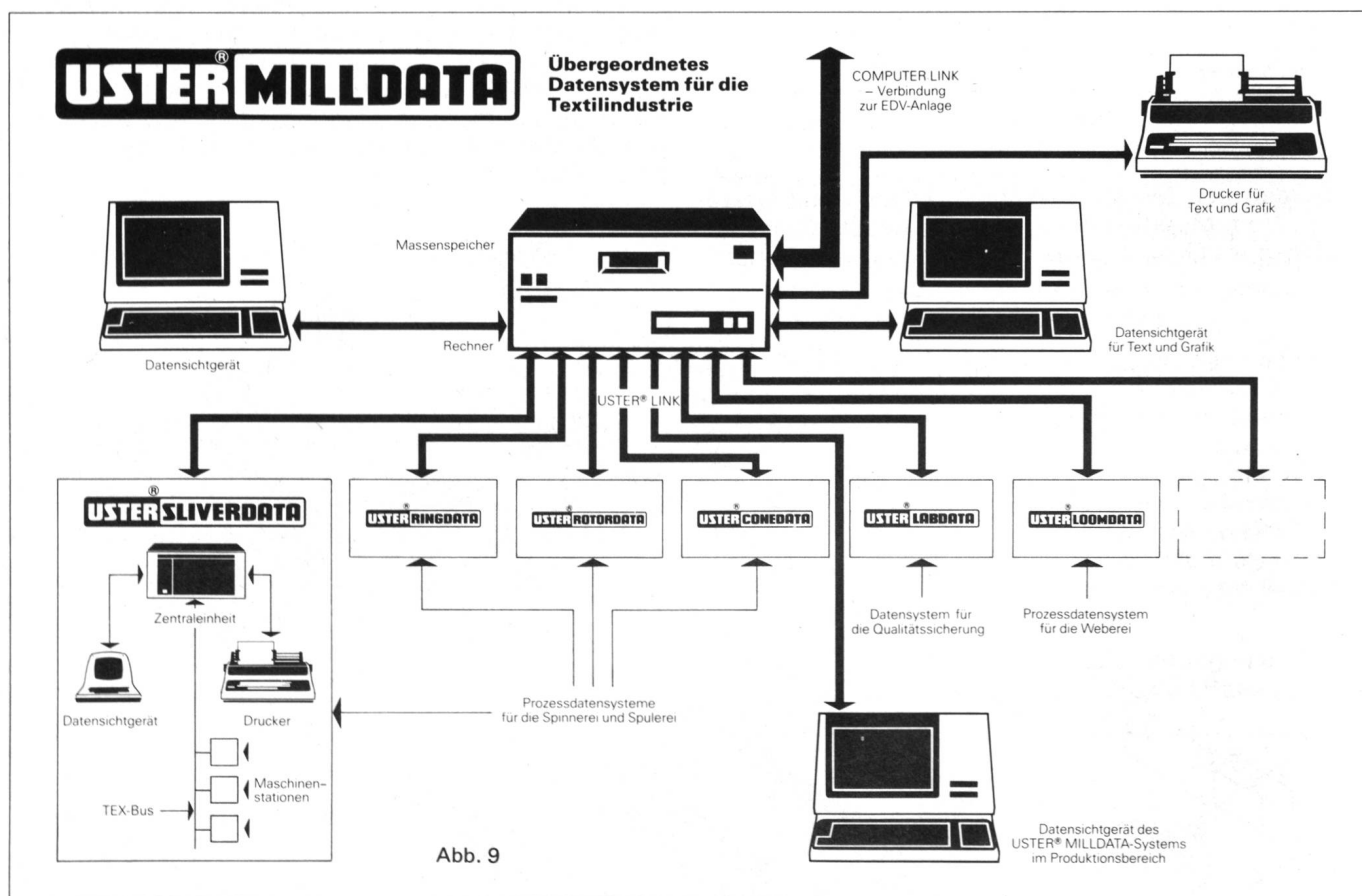 USTER® MILLDATA
Übergeordnetes
Datensystem für die
Textilindustrie
COMPUTER LINK
– Verbindung
zur EDV-Anlage
Drucker für
Text und Grafik
Massenspeicher
Rechner
Datensichtgerät
Datensichtgerät
für Text und Grafik
USTER® LINK
USTER® SLIVERDATA
USTER® RINGDATA
USTER® ROTORDATA
USTER® CONEDATA
USTER® LABDATA
USTER® LOOMDATA
Zentraleinheit
Datensichtgerät
Drucker
Maschinen-
stationen
TEX-Bus
Prozessdatensysteme
für die Spinnerei und Spulerei
Datensystem für
die Qualitätssicherung
Prozessdatensystem
für die Weberei
Datensichtgerät des
USTER® MILLDATA-Systems
im Produktionsbereich
Abb. 9